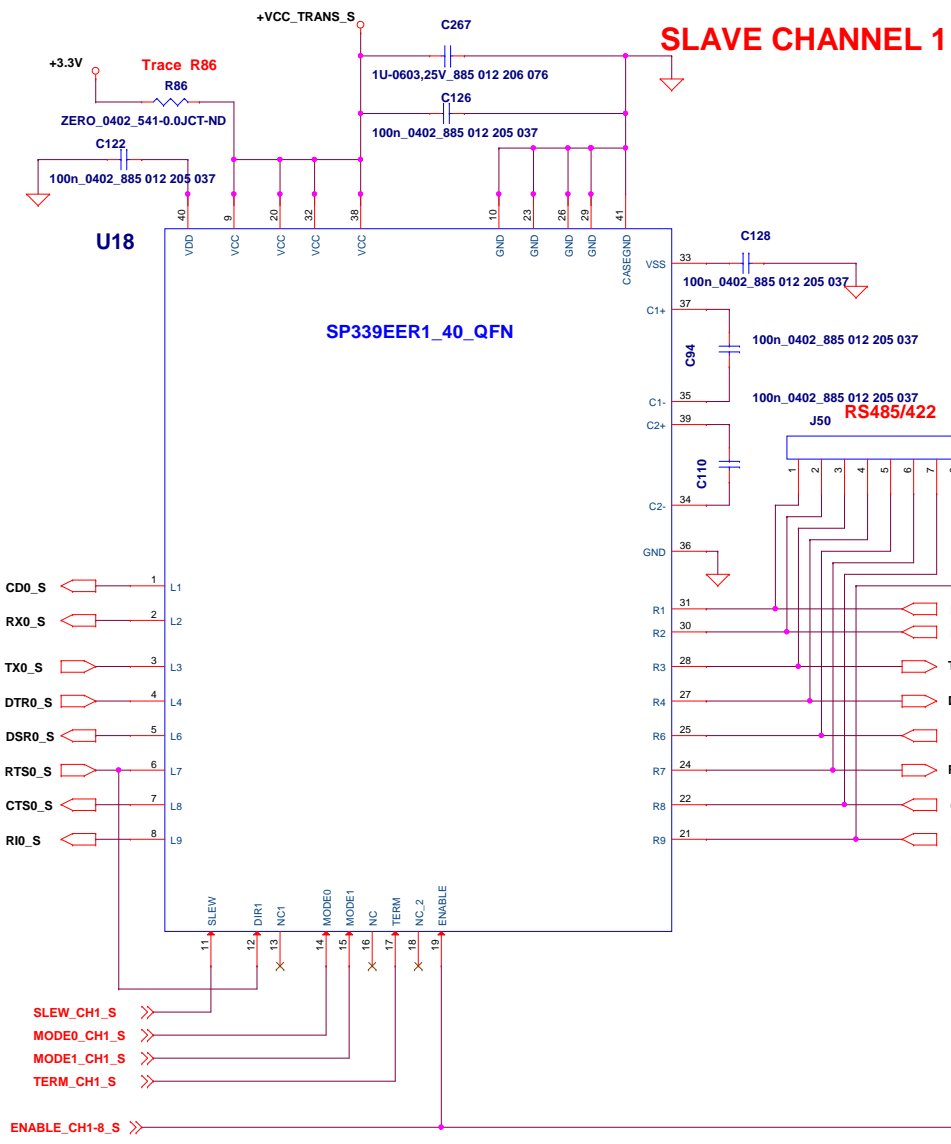 +VCC_TRANS_S
C267
SLAVE CHANNEL 1
+3.3V
Trace R86
R86
1U-0603,25V_885 012 206 076
C126
ZERO_0402_541-0.0JCT-ND
100n_0402_885 012 205 037
C122
100n_0402_885 012 205 037
40
9
20
32
38
10
23
26
29
41
U18
VDD
VCC
VCC
VCC
VCC
GND
GND
GND
GND
CASEGND
C128
VSS
33
100n_0402_885 012 205 037
37
C1+
SP339EER1_40_QFN
C94
100n_0402_885 012 205 037
C1-
35
100n_0402_885 012 205 037
RS485/422
C2+
39
J50
1
2
3
4
5
6
7
C110
C2-
34
GND
36
CD0_S
1
L1
RX0_S
2
L2
TX0_S
3
L3
DTR0_S
4
L4
DSR0_S
5
L6
RTS0_S
6
L7
CTS0_S
7
L8
RI0_S
8
L9
R1
31
R2
30
R3
28
R4
27
R6
25
R7
24
R8
22
R9
21
SLEW
DIR1
NC1
MODE0
MODE1
NC
TERM
NC_2
ENABLE
11
12
13
14
15
16
17
18
19
SLEW_CH1_S
MODE0_CH1_S
MODE1_CH1_S
TERM_CH1_S
ENABLE_CH1-8_S